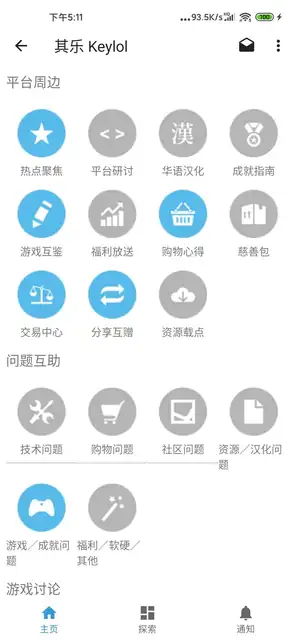 下午5:11
...93.5K/s
100
其乐 Keylol
平台周边
热点聚焦 平台研讨 华语汉化 成就指南
漢
游戏互鉴 福利放送 购物心得 慈善包
交易中心 分享互赠 资源载点
问题互助
技术问题 购物问题 社区问题 资源／汉化问
题
游戏／成就问 福利／软硬／
题 其他
游戏讨论
主页 探索 通知